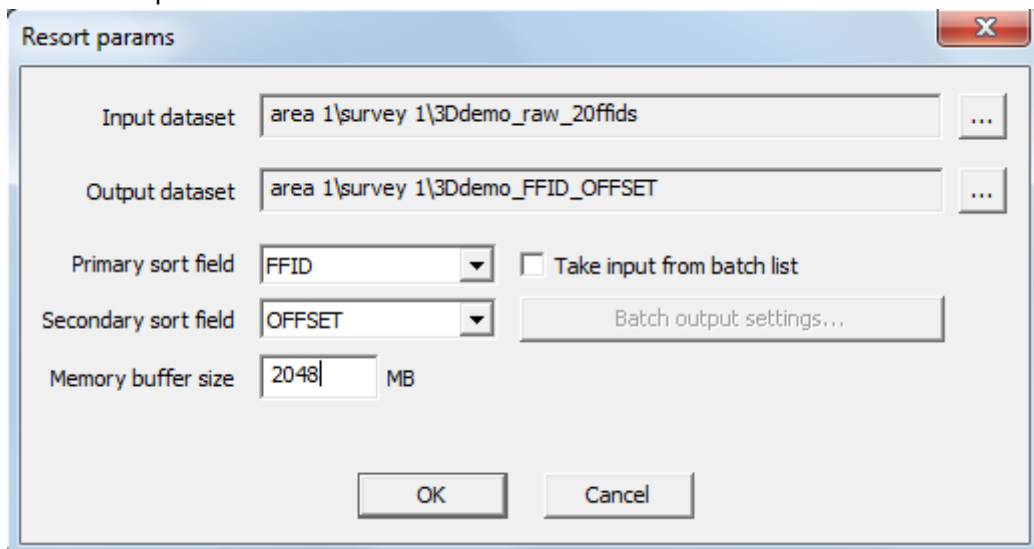 Resort params
Input dataset area 1\survey 1\3Ddemo_raw_20ffids ...
Output dataset area 1\survey 1\3Ddemo_FFID_OFFSET ...
Primary sort field FFID Take input from batch list
Secondary sort field OFFSET Batch output settings...
Memory buffer size 2048 MB
OK Cancel